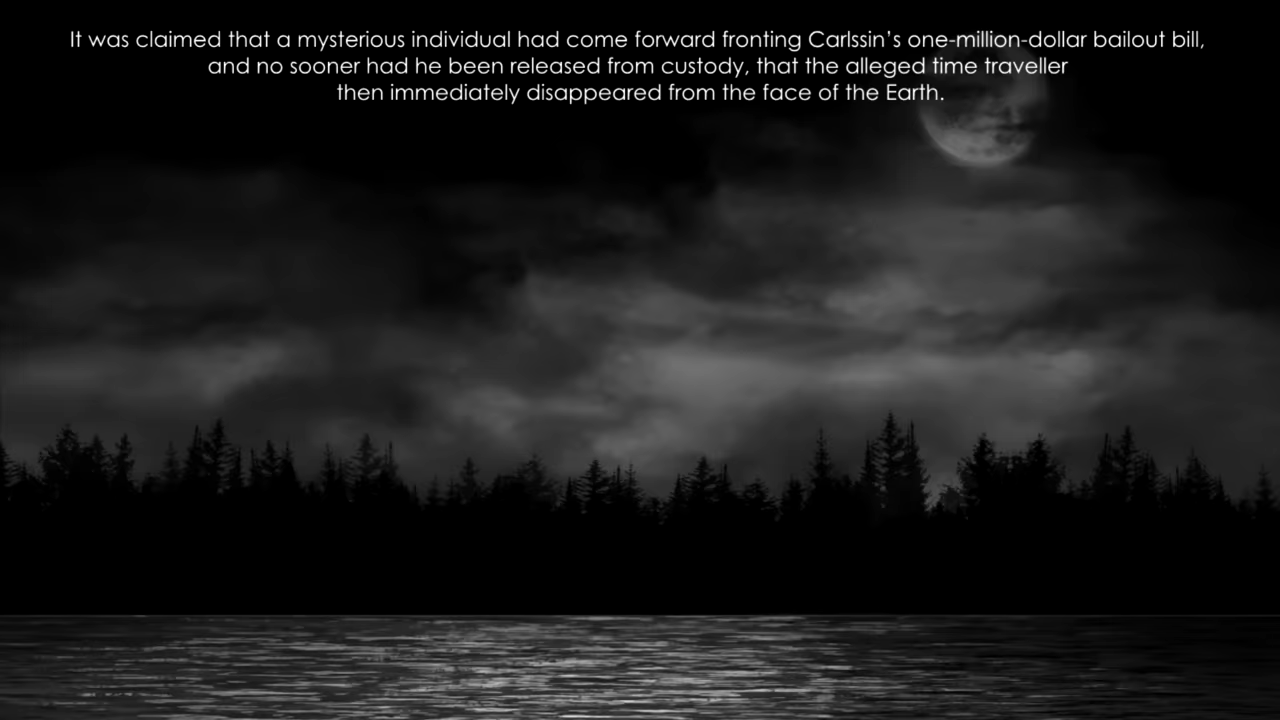 It was claimed that a mysterious individual had come forward fronting Carlssin’s one-million-dollar bailout bill,
and no sooner had he been released from custody, that the alleged time traveller
then immediately disappeared from the face of the Earth.